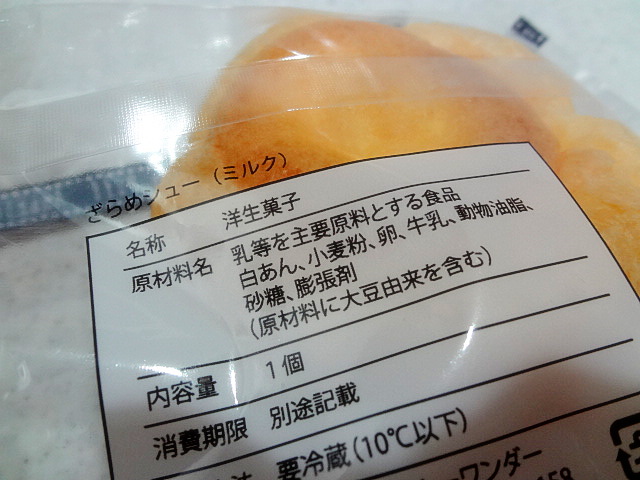 ざらめシュー（ミルク）
名称 洋生菓子
原材料名 乳等を主要原料とする食品
白あん、小麦粉、卵、牛乳、動物油脂、
砂糖、膨張剤
（原材料に大豆由来を含む）
内容量 1個
消費期限 別途記載
要冷蔵（10℃以下）
ワンダー